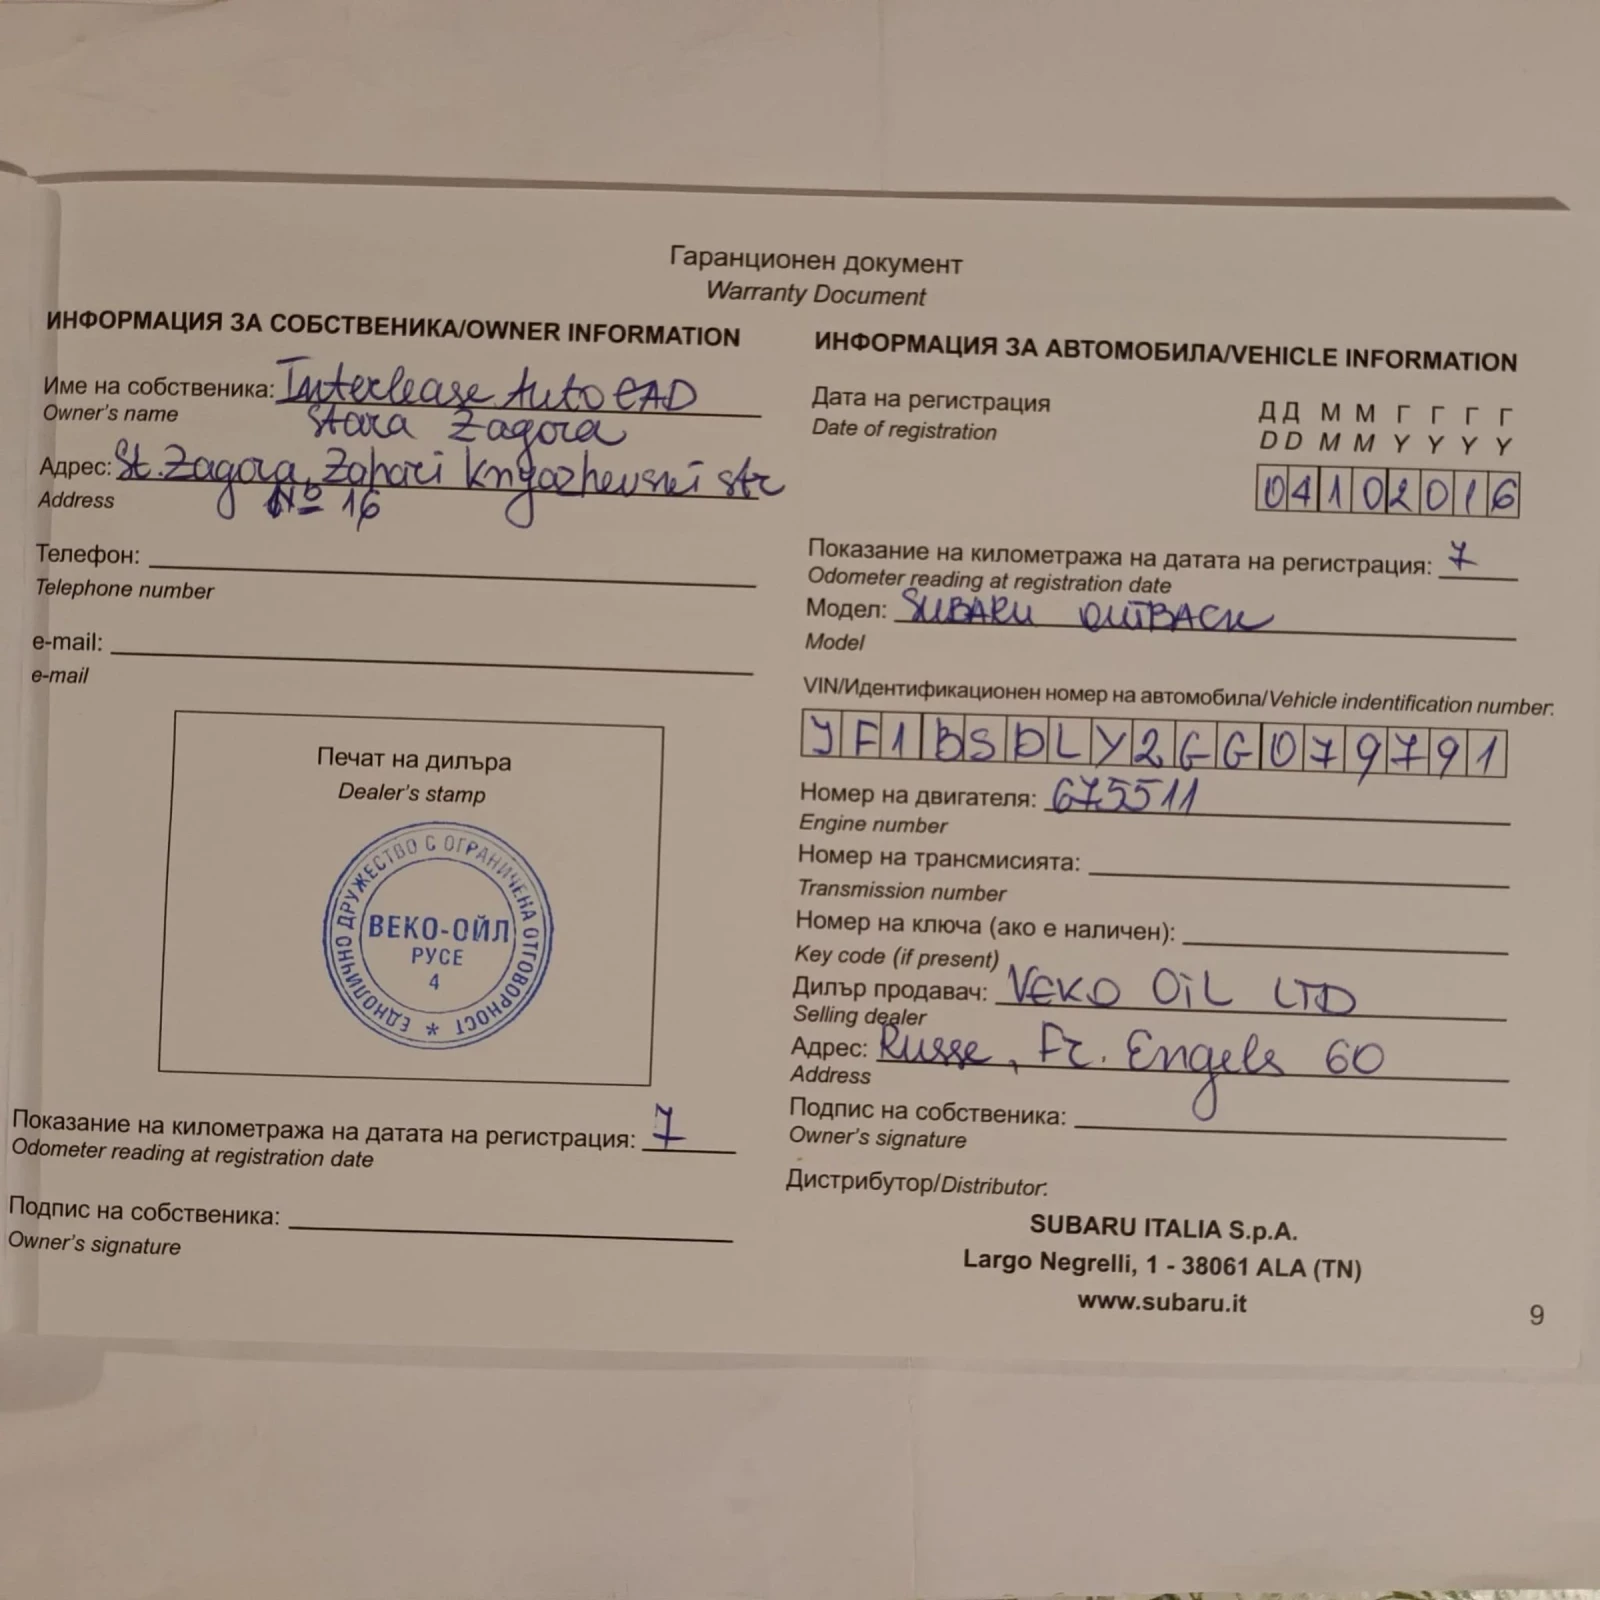 Гаранционен документ
Warranty Document
ИНФОРМАЦИЯ ЗА СОБСТВЕНИКА/OWNER INFORMATION
Име на собственика: Interlease Auto EAD
Owner's name
Stara Zagora
Адрес: St. Zagora, Zahari Knyazhevski str
Address
№ 16
Телефон:
Telephone number
e-mail:
e-mail
Печат на дилъра
Dealer's stamp
ЕДНОЛИЧНО ДРУЖЕСТВО С ОГРАНИЧЕНА ОТГОВОРНОСТ *
ВЕКО-ОЙЛ
РУСЕ
4
Показание на километража на датата на регистрация: 7
Odometer reading at registration date
Подпис на собственика:
Owner's signature
ИНФОРМАЦИЯ ЗА АВТОМОБИЛА/VEHICLE INFORMATION
Дата на регистрация
Date of registration
Д Д М М Г Г Г Г
D D M M Y Y Y Y
04102016
Показание на километража на датата на регистрация: 7
Odometer reading at registration date
Модел: SUBARU OUTBACK
Model
VIN/Идентификационен номер на автомобила/Vehicle indentification number:
JF1BSDLY2GG079791
Номер на двигателя: 675511
Engine number
Номер на трансмисията:
Transmission number
Номер на ключа (ако е наличен):
Key code (if present)
Дилър продавач: VEKO OiL LTD
Selling dealer
Адрес: Russe, Fr. Engels 60
Address
Подпис на собственика:
Owner's signature
Дистрибутор/Distributor:
SUBARU ITALIA S.p.A.
Largo Negrelli, 1 - 38061 ALA (TN)
www.subaru.it
9